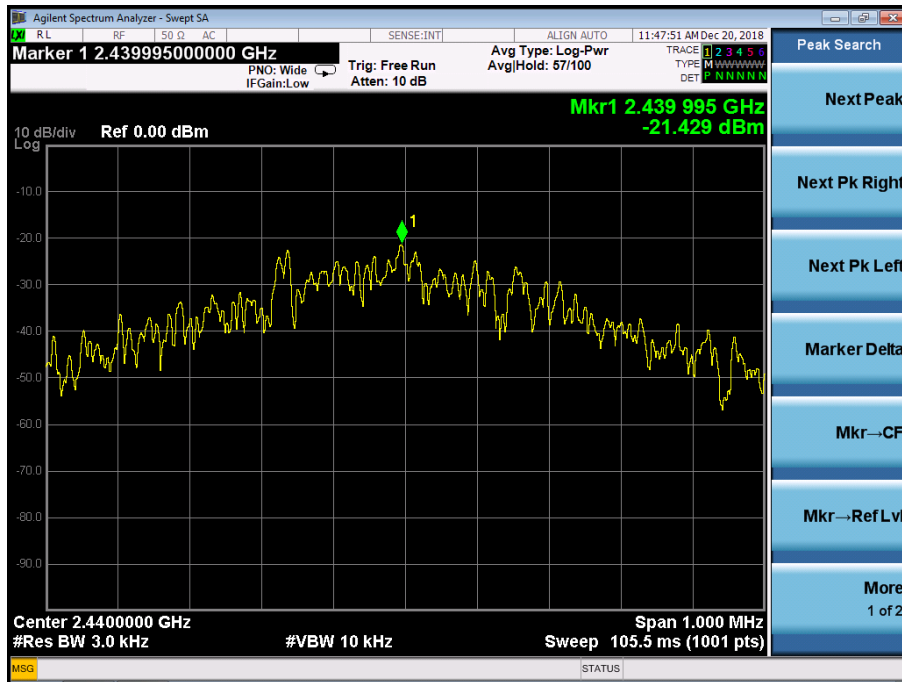 Agilent Spectrum Analyzer - Swept SA
LXI RL RF 50 Ω AC SENSE:INT ALIGN AUTO 11:47:51 AM Dec 20, 2018
Marker 1 2.439995000000 GHz
PNO: Wide
IFGain:Low
Trig: Free Run
Atten: 10 dB
Avg Type: Log-Pwr
Avg|Hold: 57/100
TRACE 1 2 3 4 5 6
TYPE M W W W W W
DET P N N N N N
Peak Search
Mkr1 2.439 995 GHz
-21.429 dBm
10 dB/div Ref 0.00 dBm
Log
1
-10.0
-20.0
-30.0
-40.0
-50.0
-60.0
-70.0
-80.0
-90.0
Center 2.4400000 GHz Span 1.000 MHz
#Res BW 3.0 kHz #VBW 10 kHz Sweep 105.5 ms (1001 pts)
Next Peak
Next Pk Right
Next Pk Left
Marker Delta
Mkr→CF
Mkr→Ref Lvl
More
1 of 2
MSG STATUS